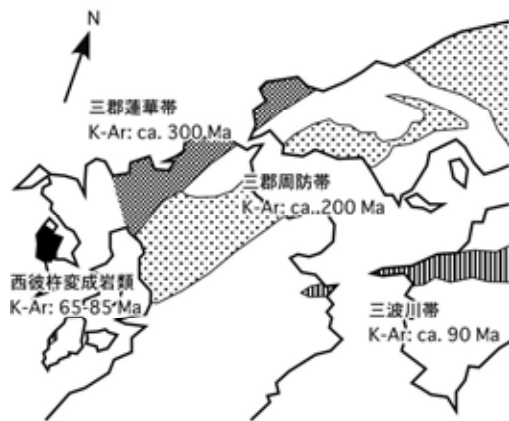 N
三郡蓮華帯
K-Ar: ca. 300 Ma
三郡周防帯
K-Ar: ca..200 Ma
西彼杵変成岩類
K-Ar: 65-85 Ma
三波川帯
K-Ar: ca. 90 Ma